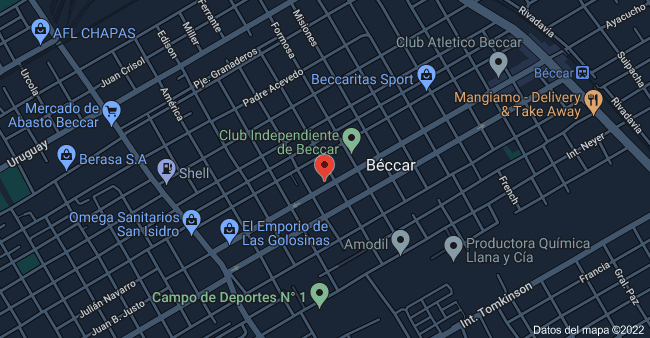 Rivadavia
Ayacucho
AFL CHAPAS
Ferrante
Miller
Edison
Misiones
Formosa
Suipacha
Club Atletico Beccar
Juan Crisol
Pje. Granaderos
Béccar
Urcola
América
Padre Acevedo
Beccaritas Sport
Mangiamo - Delivery
& Take Away
Rivadavia
Mercado de
Abasto Beccar
Club Independiente
de Beccar
Int. Neyer
Uruguay
Berasa S.A
Shell
Béccar
French
Omega Sanitarios
San Isidro
El Emporio de
Las Golosinas
Amodil
Productora Química
Llana y Cía
Francia
Gral. Paz
Julián Navarro
Juan B. Justo
Campo de Deportes N° 1
Int. Tomkinson
Datos del mapa ©2022